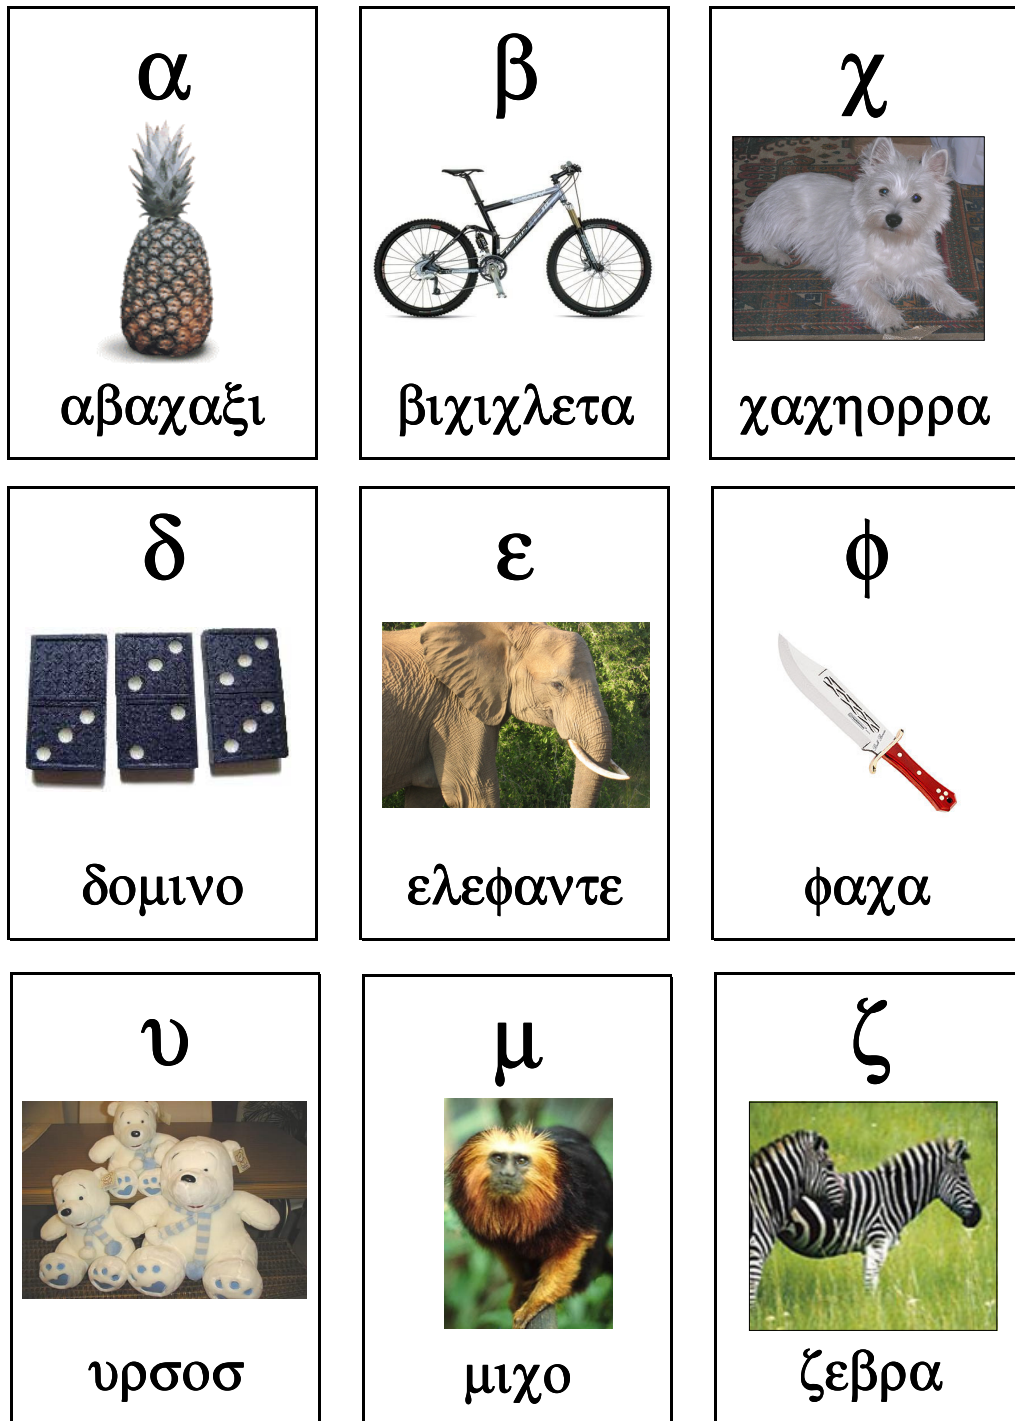 α
β
χ
αβαχαξι
βιχιχλετα
χαχηορρα
δ
ε
ϕ
δομινο
ελεϕαντε
ϕαχα
υ
μ
ζ
υρσοσ
μιχο
ζεβρα